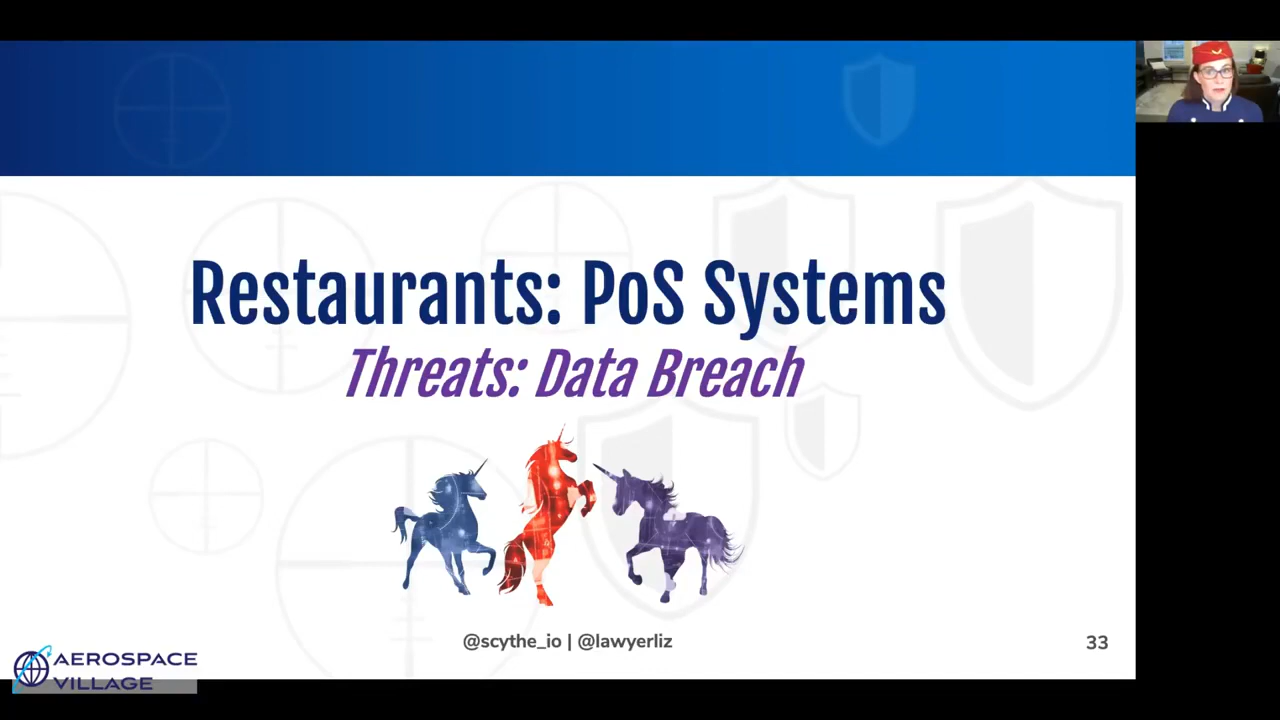 Restaurants: PoS Systems
Threats: Data Breach
@scythe_io | @lawyerliz
33
AEROSPACE
VILLAGE